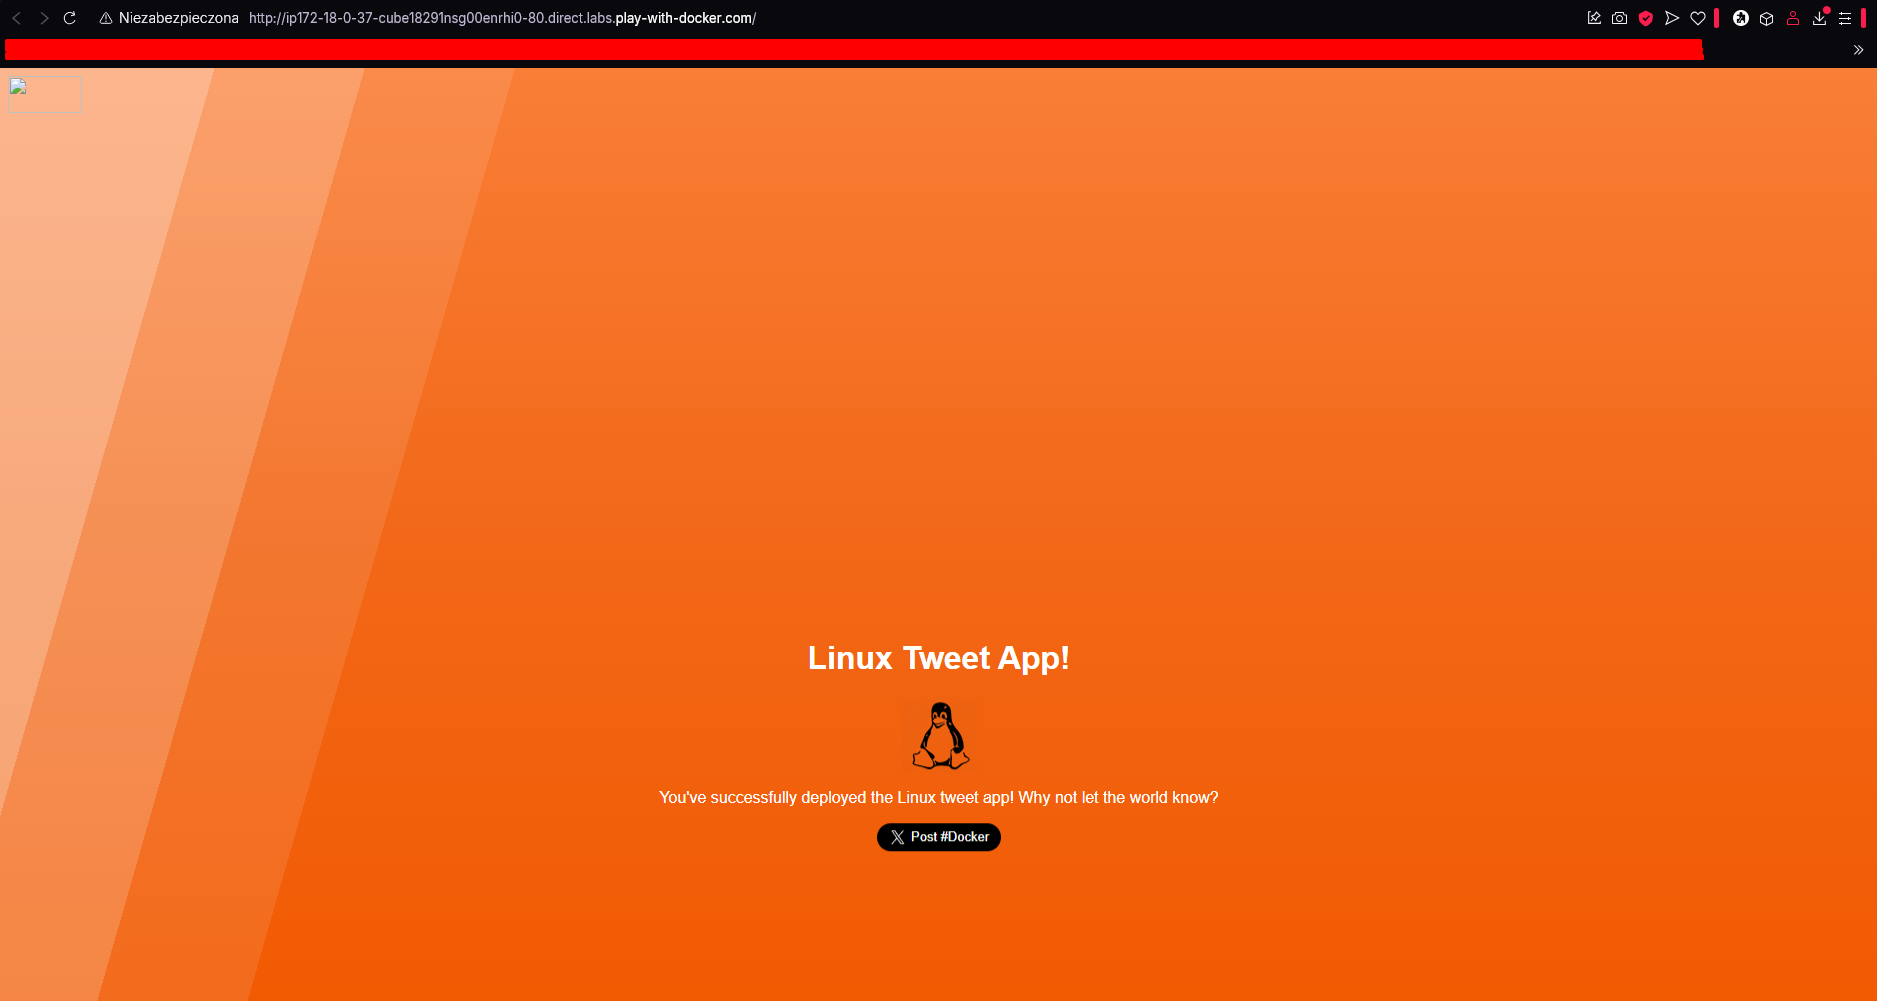 Niezabezpieczona http://ip172-18-0-37-cube18291nsg00enrhi0-80.direct.labs.play-with-docker.com/
Linux Tweet App!
You've successfully deployed the Linux tweet app! Why not let the world know?
Post #Docker